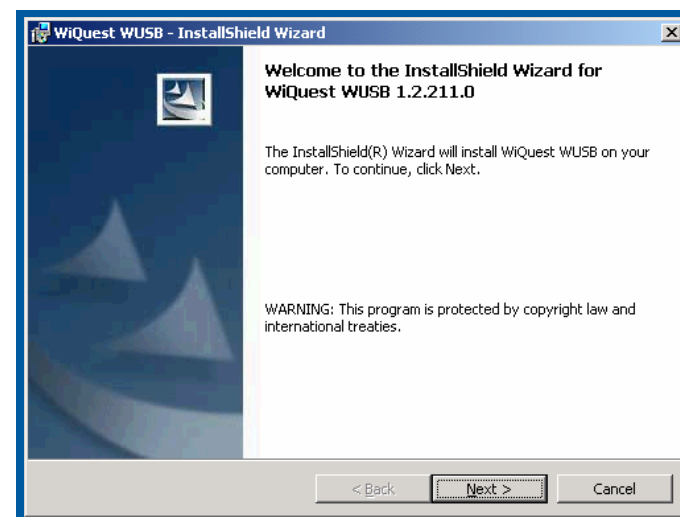 WiQuest WUSB - InstallShield Wizard
Welcome to the InstallShield Wizard for
WiQuest WUSB 1.2.211.0
The InstallShield(R) Wizard will install WiQuest WUSB on your
computer. To continue, click Next.
WARNING: This program is protected by copyright law and
international treaties.
< Back Next > Cancel